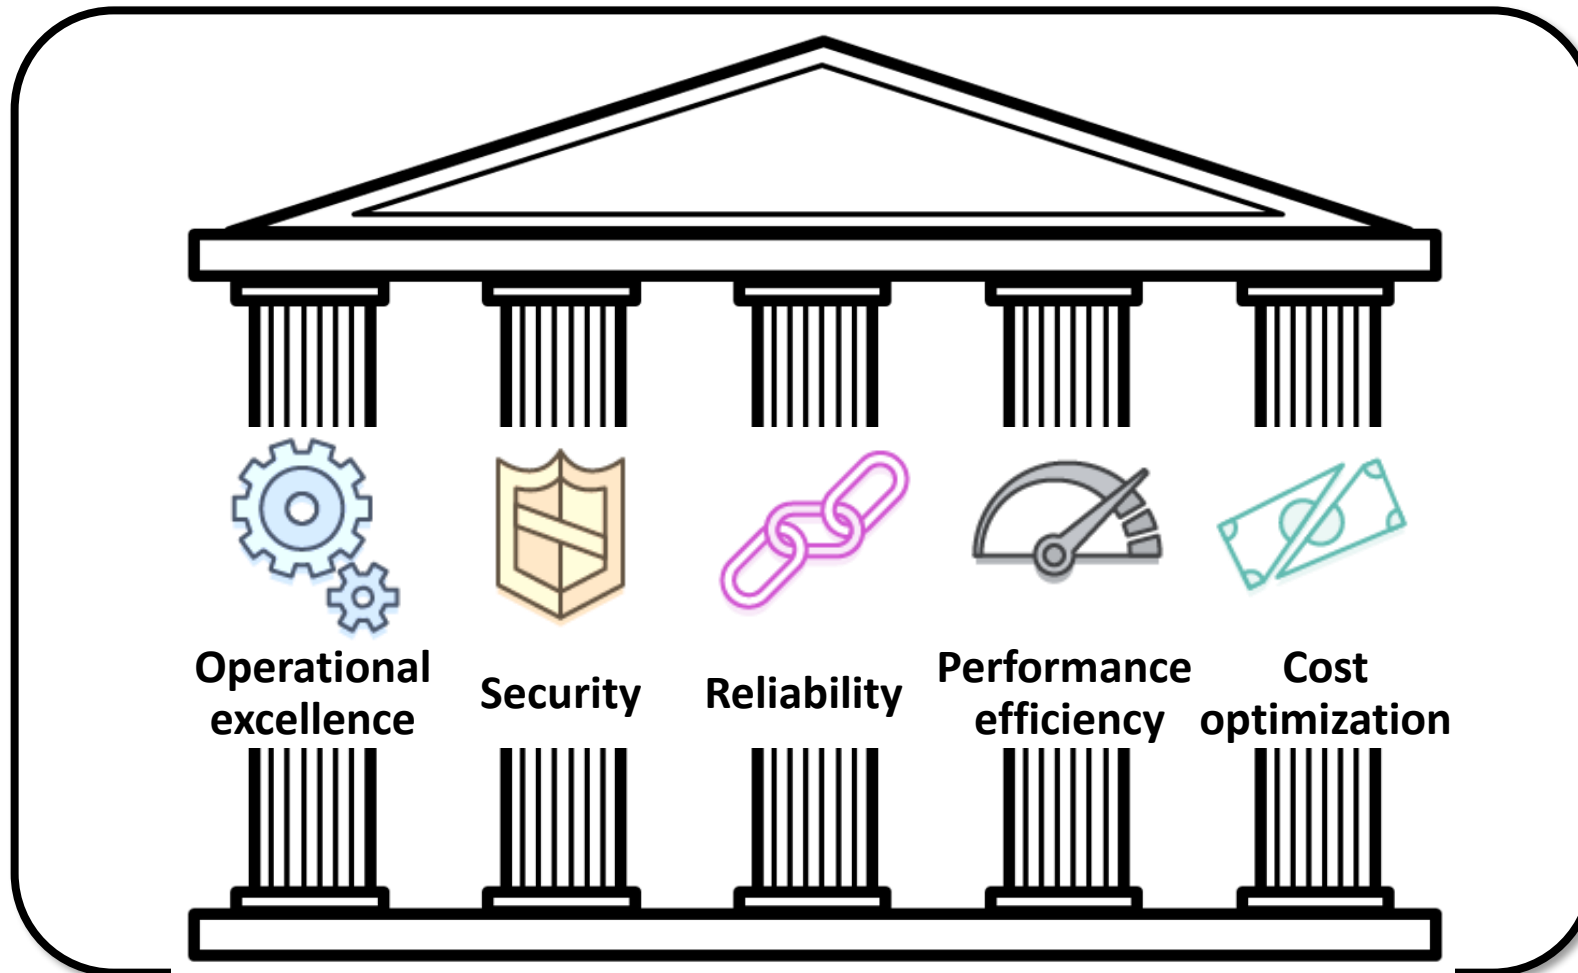 Operational
excellence
Security
Reliability
Performance
efficiency
Cost
optimization